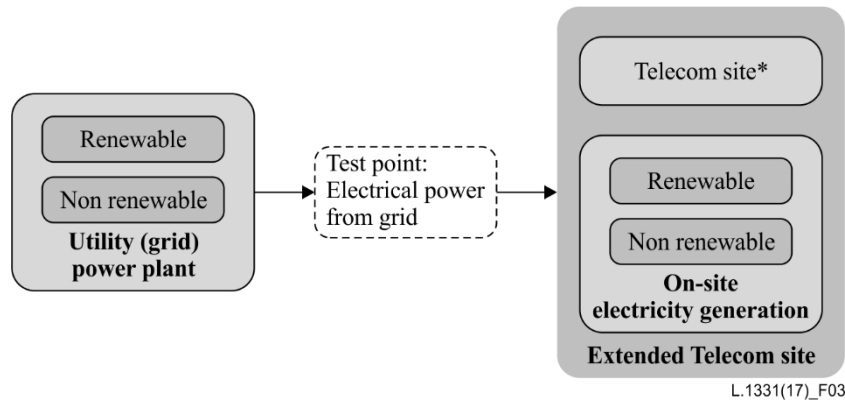 Renewable
Non renewable
Utility (grid)
power plant
Test point:
Electrical power
from grid
Telecom site*
Renewable
Non renewable
On-site
electricity generation
Extended Telecom site
L.1331(17)_F03